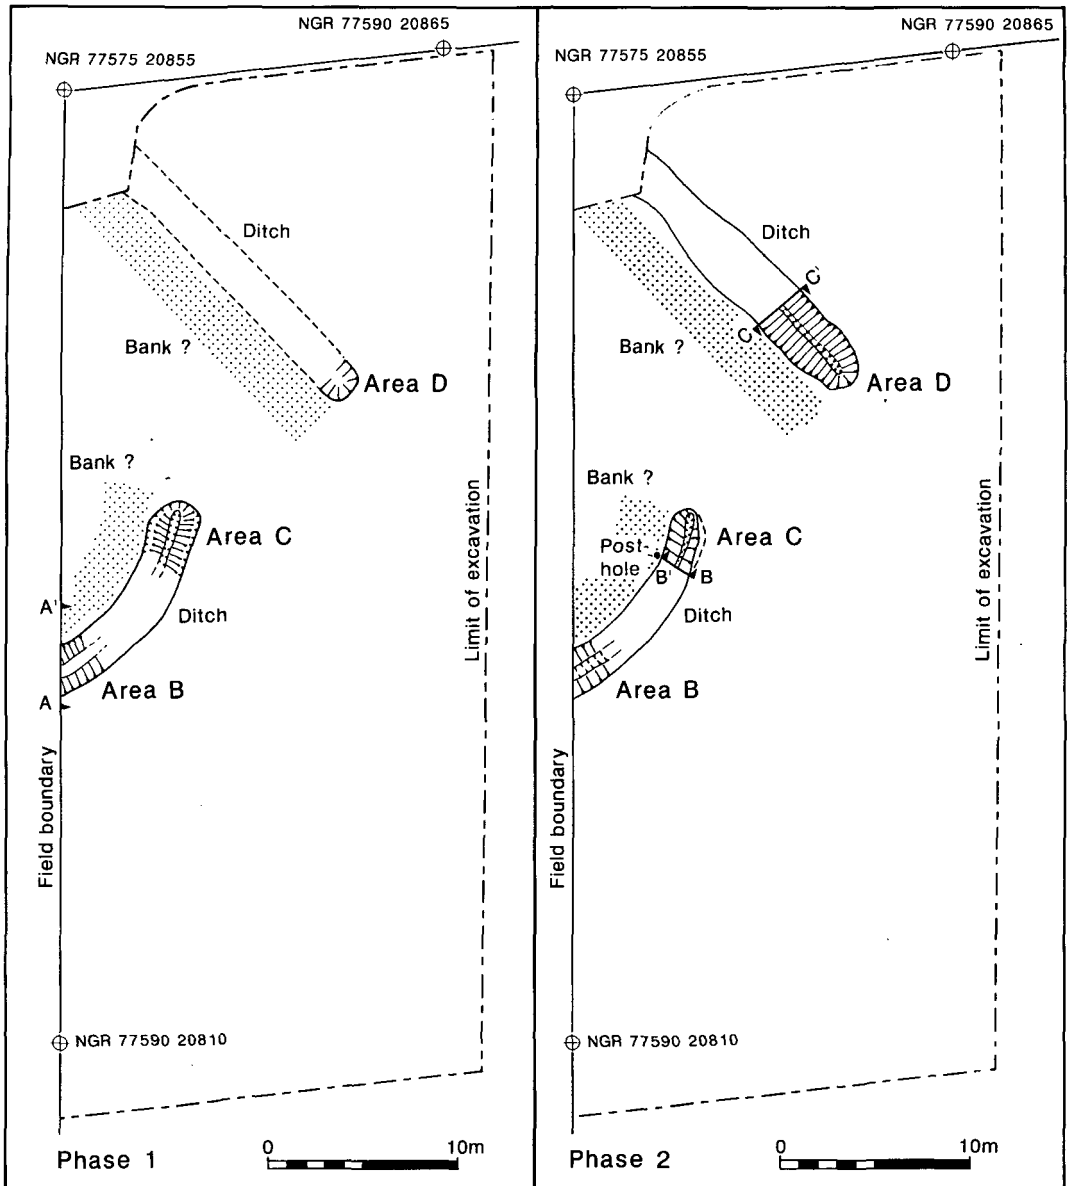 NGR 77590 20865
NGR 77575 20855
Ditch
Bank ?
Area D
Bank ?
Area C
A'
Ditch
Area B
A
Limit of excavation
Field boundary
NGR 77590 20810
Phase 1
0 10m
NGR 77590 20865
NGR 77575 20855
Ditch
C'
C
Bank ?
Area D
Bank ?
Area C
Post-
hole
B' B
Ditch
Area B
Limit of excavation
Field boundary
NGR 77590 20810
Phase 2
0 10m